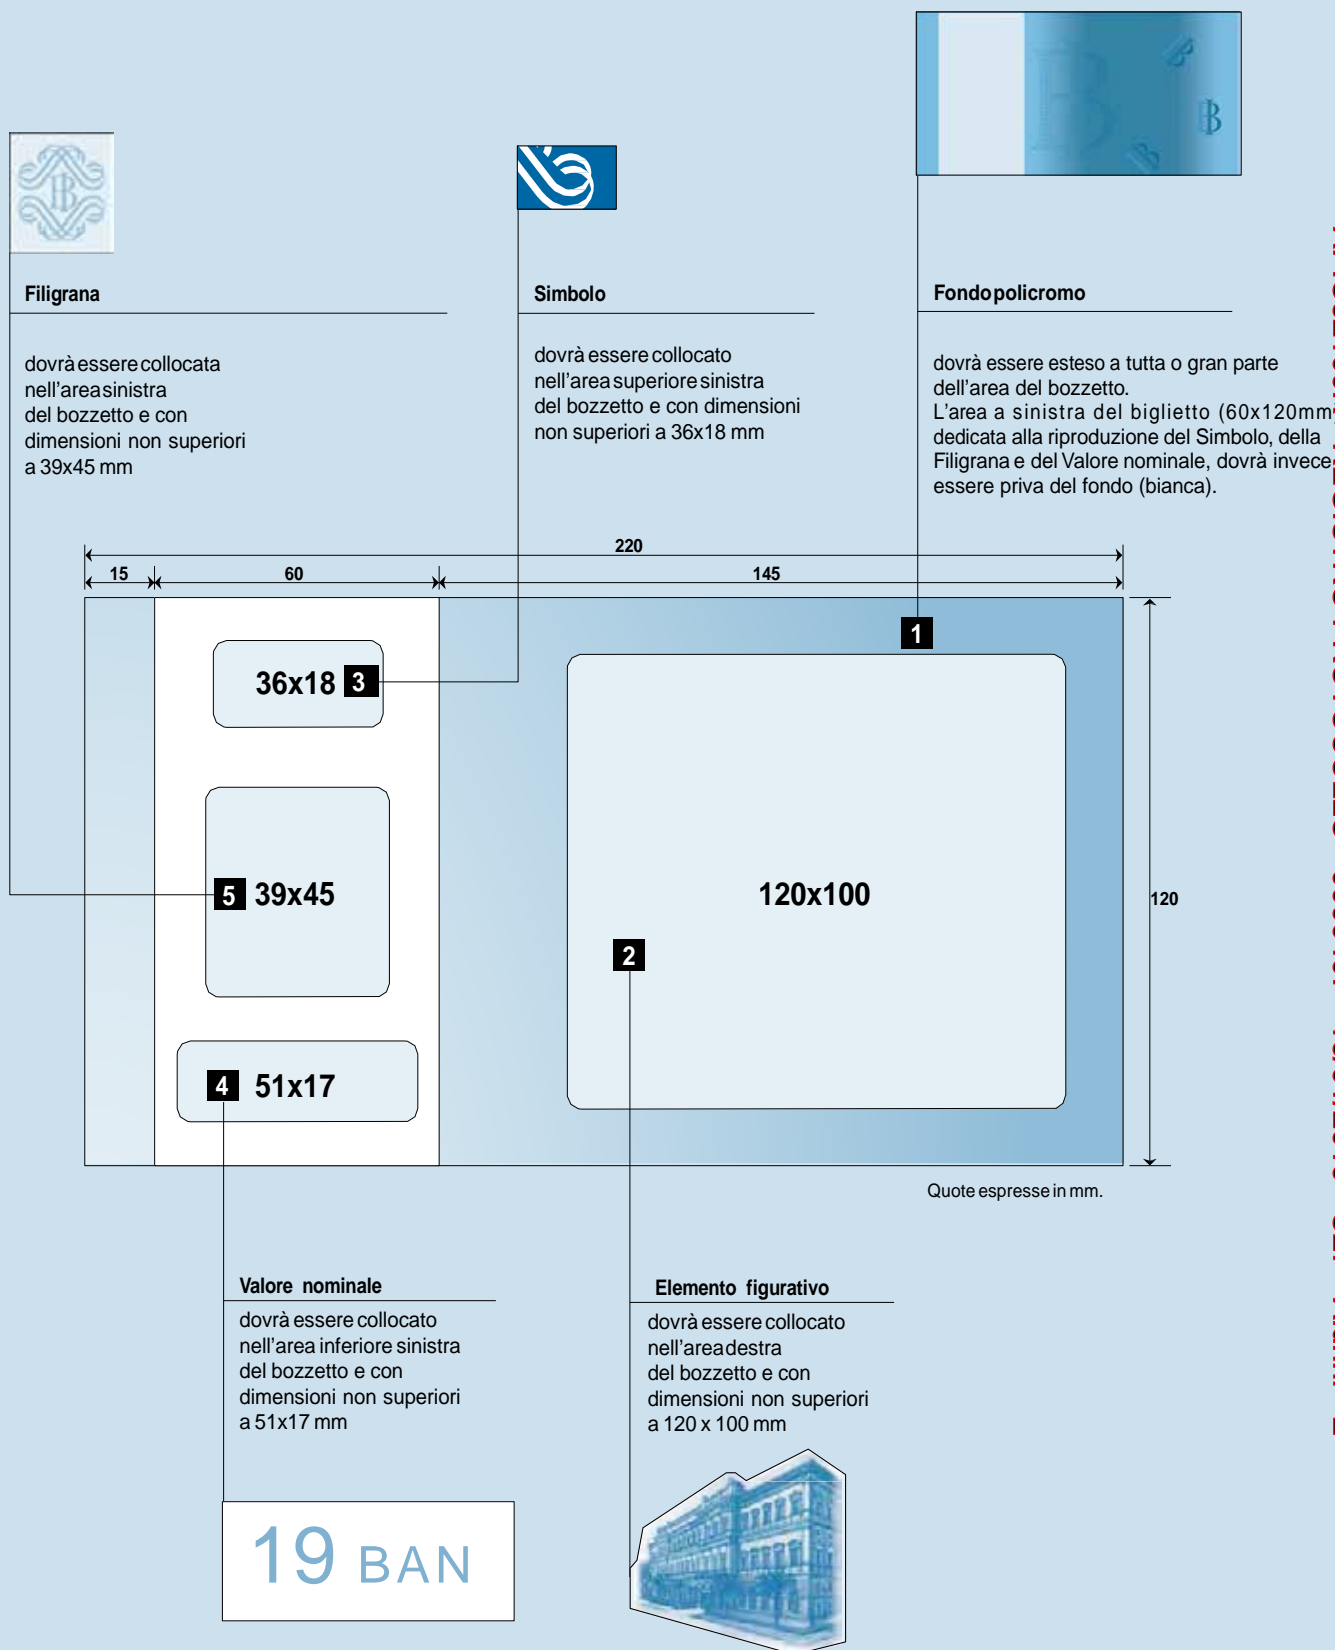 Filigrana
dovrà essere collocata
nell'area sinistra
del bozzetto e con
dimensioni non superiori
a 39x45 mm
Simbolo
dovrà essere collocato
nell'area superiore sinistra
del bozzetto e con dimensioni
non superiori a 36x18 mm
Fondo policromo
dovrà essere esteso a tutta o gran parte
dell'area del bozzetto.
L'area a sinistra del biglietto (60x120mm
dedicata alla riproduzione del Simbolo, della
Filigrana e del Valore nominale, dovrà invece
essere priva del fondo (bianca).
220
15 60 145
1
36x18 3
5 39x45
120x100
120
2
4 51x17
Quote espresse in mm.
Valore nominale
dovrà essere collocato
nell'area inferiore sinistra
del bozzetto e con
dimensioni non superiori
a 51x17 mm
Elemento figurativo
dovrà essere collocato
nell'area destra
del bozzetto e con
dimensioni non superiori
a 120 x 100 mm
19 BAN